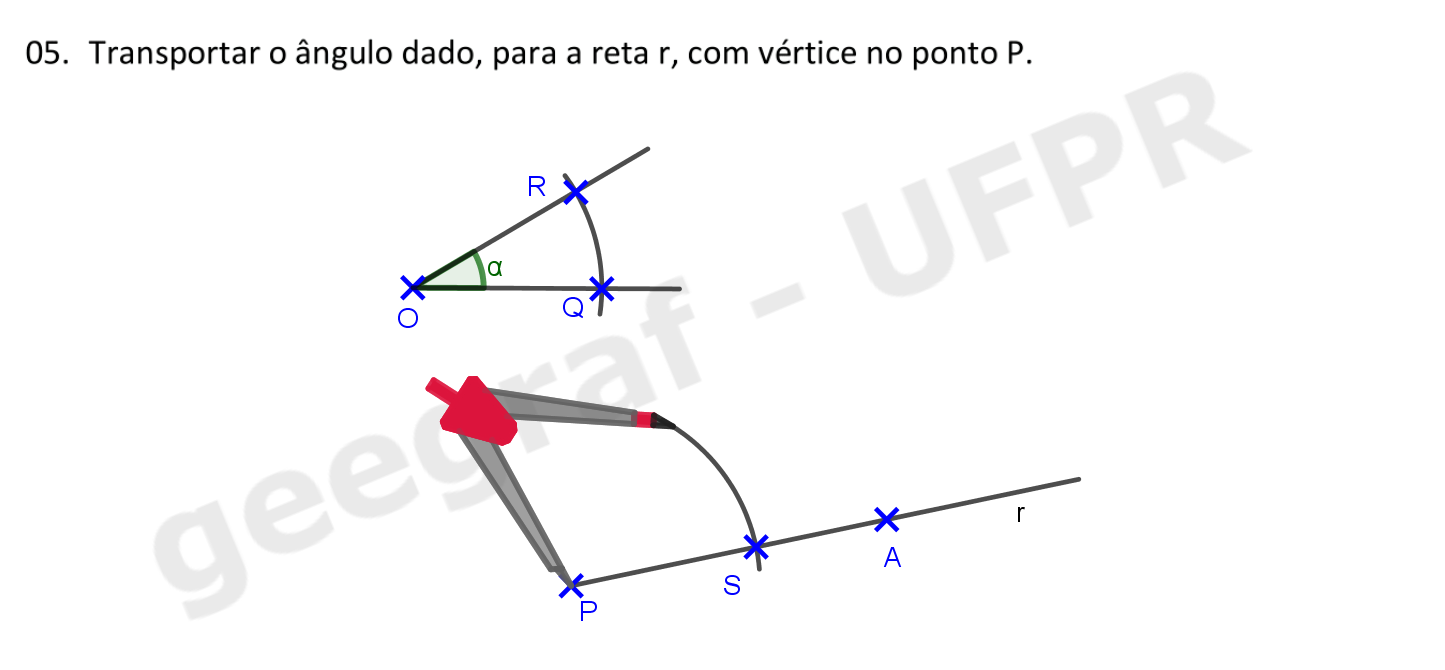 05. Transportar o ângulo dado, para a reta r, com vértice no ponto P.
R
α
O
Q
geegraf - UFPR
r
A
S
P